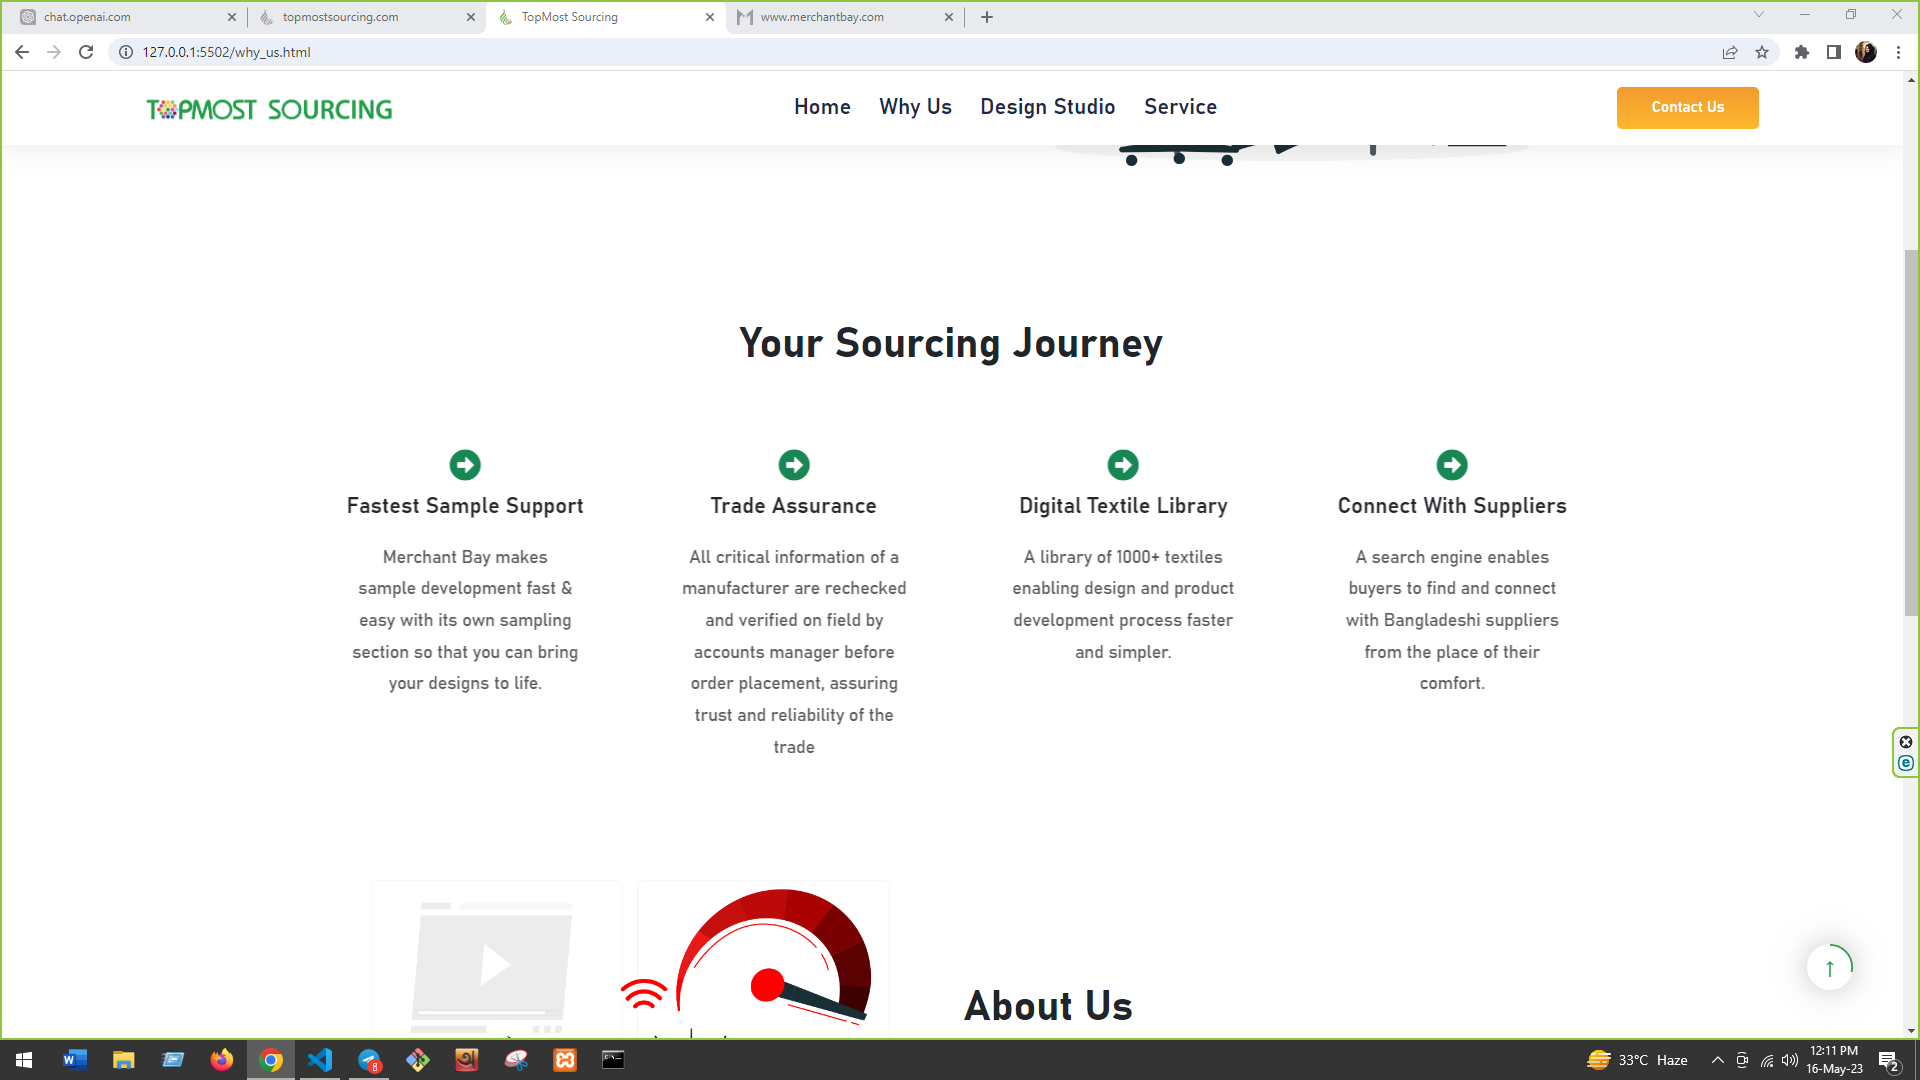 chat.openai.com
topmostsourcing.com
TopMost Sourcing
www.merchantbay.com
127.0.0.1:5502/why_us.html
TOPMOST SOURCING
Home
Why Us
Design Studio
Service
Contact Us
Your Sourcing Journey
Fastest Sample Support
Merchant Bay makes
sample development fast &
easy with its own sampling
section so that you can bring
your designs to life.
Trade Assurance
All critical information of a
manufacturer are rechecked
and verified on field by
accounts manager before
order placement, assuring
trust and reliability of the
trade
Digital Textile Library
A library of 1000+ textiles
enabling design and product
development process faster
and simpler.
Connect With Suppliers
A search engine enables
buyers to find and connect
with Bangladeshi suppliers
from the place of their
comfort.
About Us
33°C Haze
12:11 PM
16-May-23
8
2